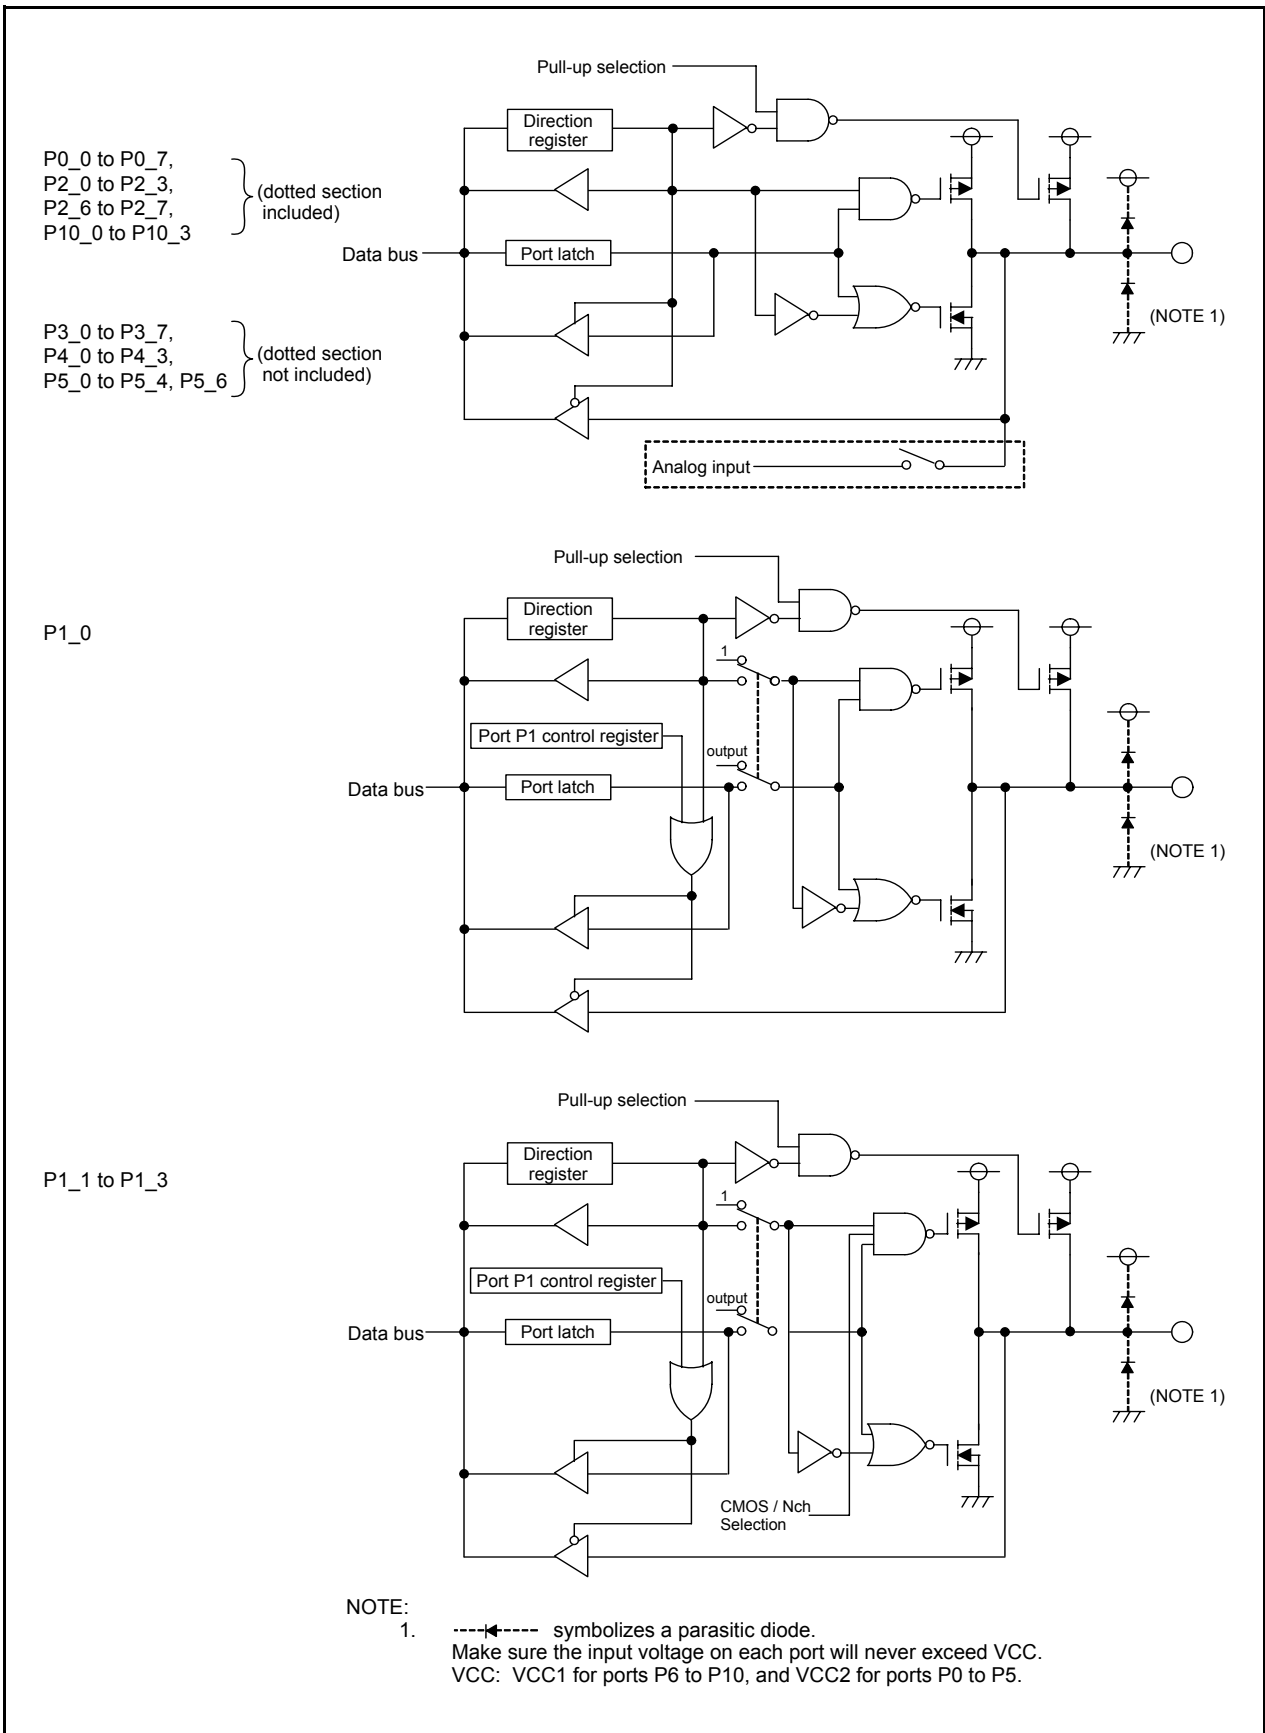 Pull-up selection
Direction
register
P0_0 to P0_7,
P2_0 to P2_3,
P2_6 to P2_7,
P10_0 to P10_3
(dotted section
included)
Data bus
Port latch
(NOTE 1)
P3_0 to P3_7,
P4_0 to P4_3,
P5_0 to P5_4, P5_6
(dotted section
not included)
Analog input
Pull-up selection
Direction
register
P1_0
1
Port P1 control register
output
Data bus
Port latch
(NOTE 1)
Pull-up selection
Direction
register
P1_1 to P1_3
1
Port P1 control register
output
Data bus
Port latch
(NOTE 1)
CMOS / Nch
Selection
NOTE:
1. symbolizes a parasitic diode.
Make sure the input voltage on each port will never exceed VCC.
VCC: VCC1 for ports P6 to P10, and VCC2 for ports P0 to P5.